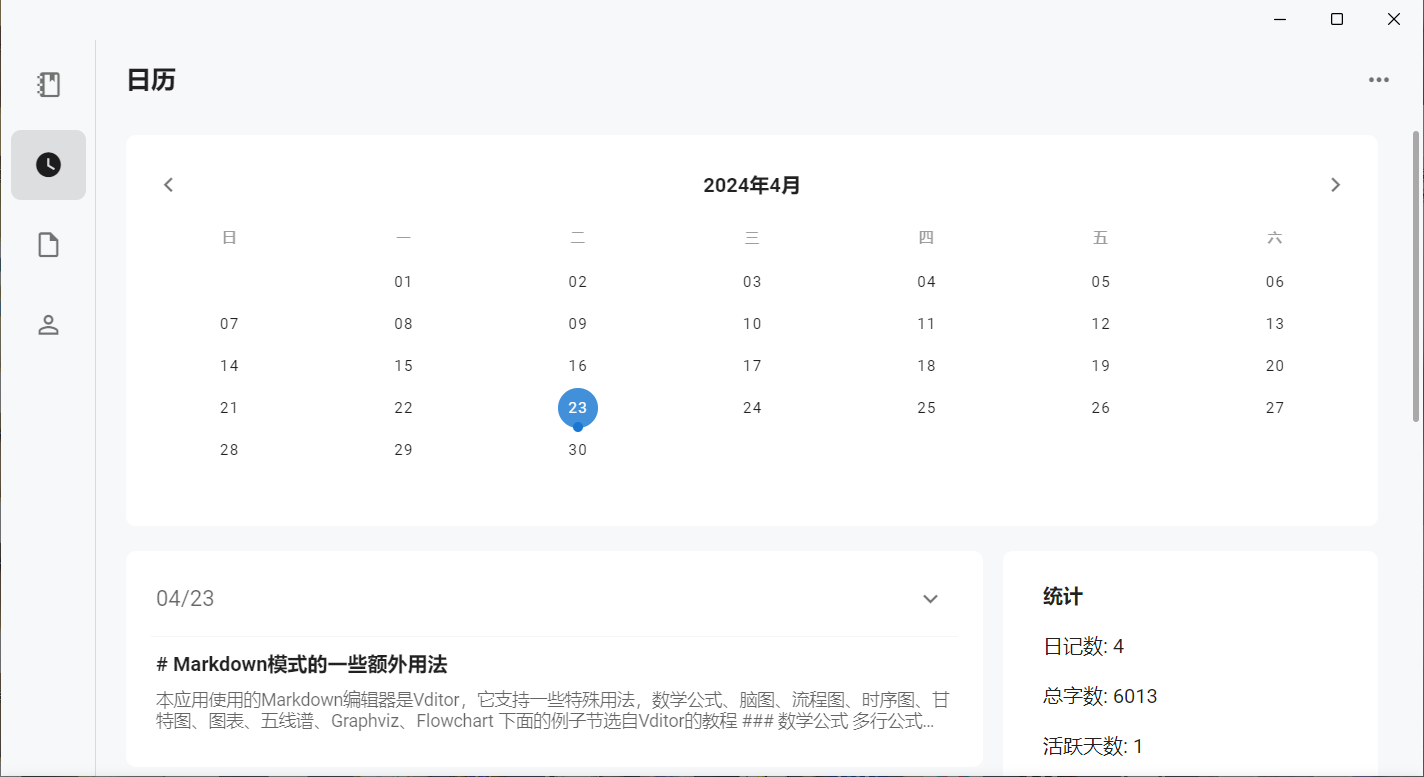 日历
2024年4月
日 一 二 三 四 五 六
01 02 03 04 05 06
07 08 09 10 11 12 13
14 15 16 17 18 19 20
21 22 23 24 25 26 27
28 29 30
04/23
# Markdown模式的一些额外用法
本应用使用的Markdown编辑器是Vditor，它支持一些特殊用法，数学公式、脑图、流程图、时序图、甘
特图、图表、五线谱、Graphviz、Flowchart 下面的例子节选自Vditor的教程 ### 数学公式 多行公式...
统计
日记数: 4
总字数: 6013
活跃天数: 1